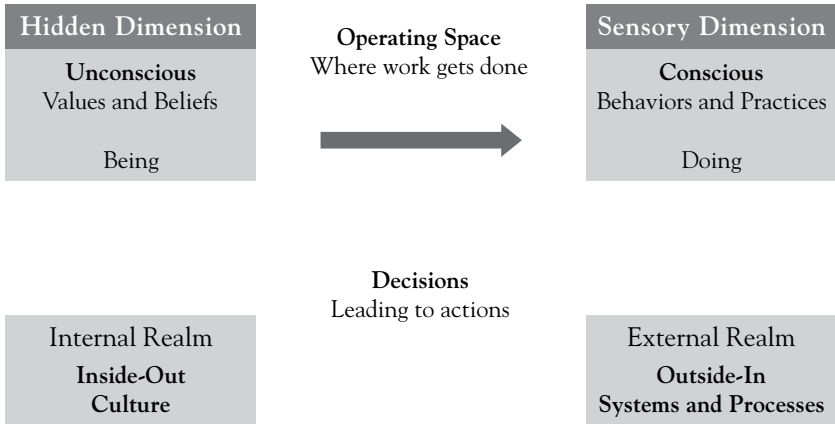 Hidden Dimension
Unconscious
Values and Beliefs
Being
Operating Space
Where work gets done
Sensory Dimension
Conscious
Behaviors and Practices
Doing
Internal Realm
Inside-Out
Culture
Decisions
Leading to actions
External Realm
Outside-In
Systems and Processes